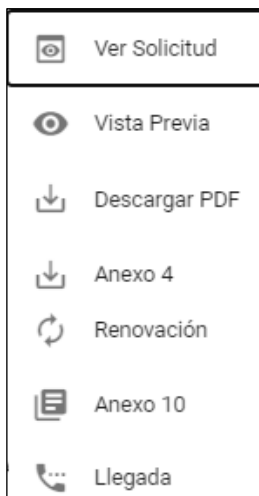 Ver Solicitud
Vista Previa
Descargar PDF
Anexo 4
Renovación
Anexo 10
Llegada